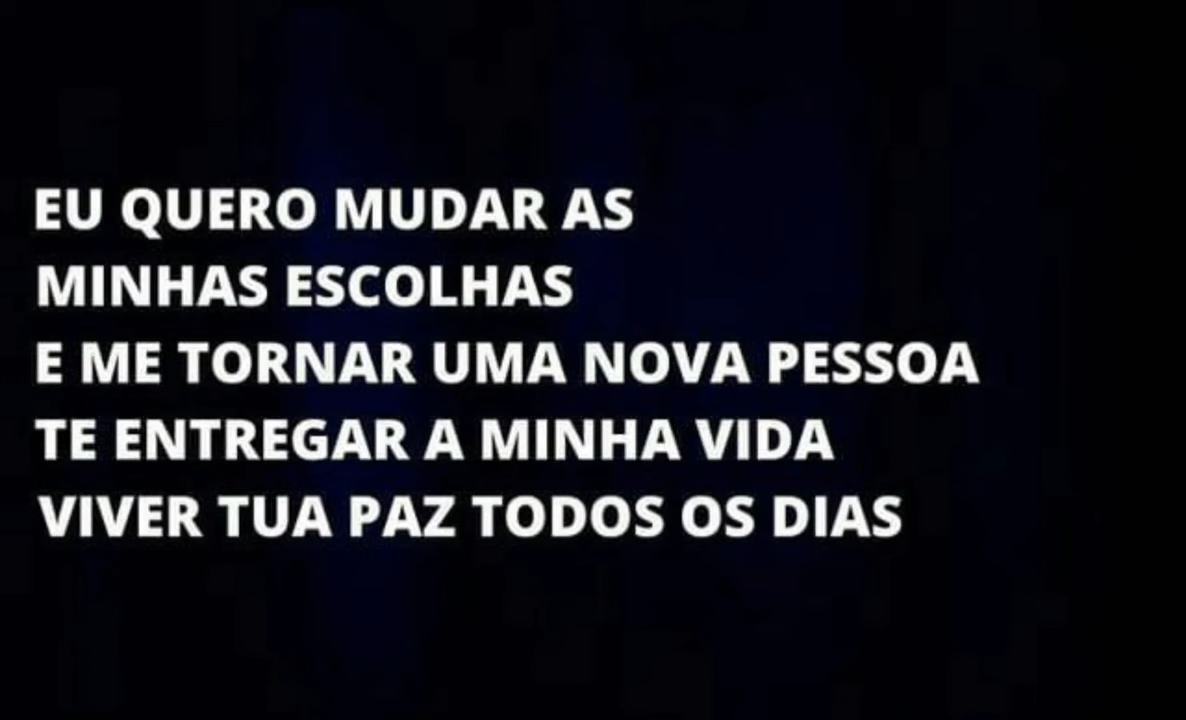 EU QUERO MUDAR AS
MINHAS ESCOLHAS
E ME TORNAR UMA NOVA PESSOA
TE ENTREGAR A MINHA VIDA
VIVER TUA PAZ TODOS OS DIAS